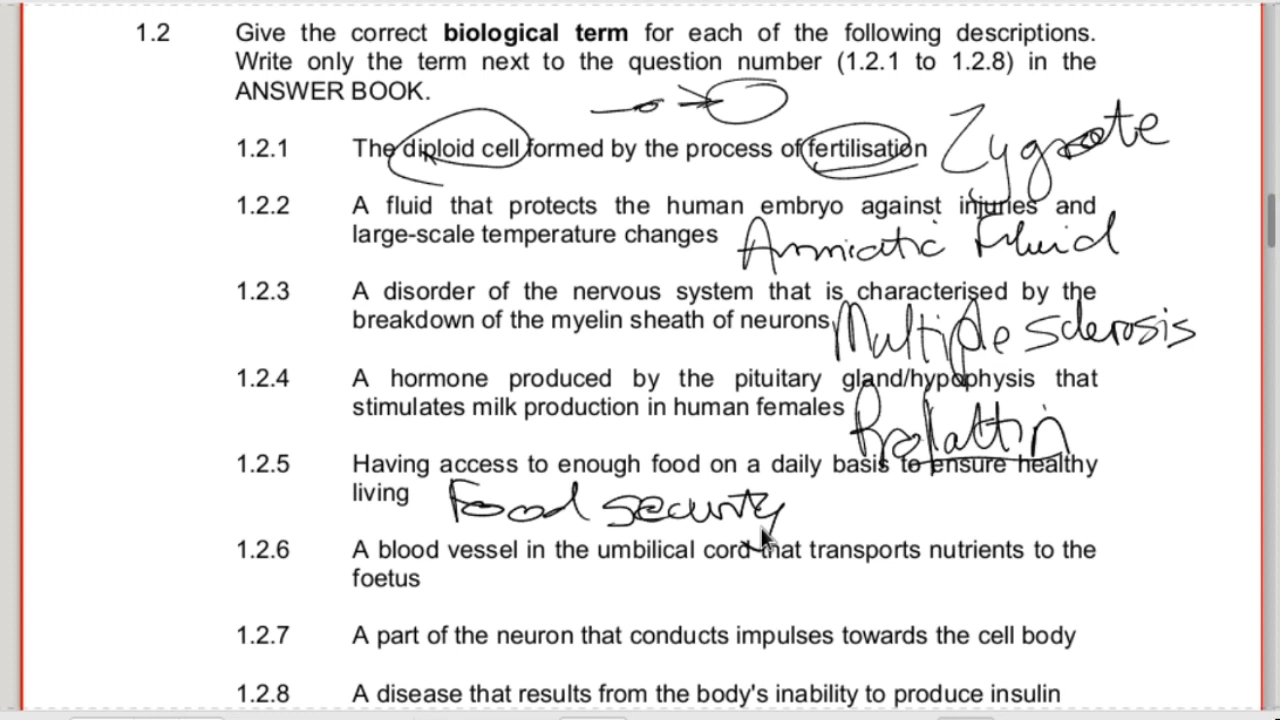 1.2 Give the correct biological term for each of the following descriptions.
Write only the term next to the question number (1.2.1 to 1.2.8) in the
ANSWER BOOK.
1.2.1 The diploid cell formed by the process of fertilisation Zygote
1.2.2 A fluid that protects the human embryo against injuries and
large-scale temperature changes Amniotic Fluid
1.2.3 A disorder of the nervous system that is characterised by the
breakdown of the myelin sheath of neurons Multiple sclerosis
1.2.4 A hormone produced by the pituitary gland/hypophysis that
stimulates milk production in human females Prolattin
1.2.5 Having access to enough food on a daily basis to ensure healthy
living Food security
1.2.6 A blood vessel in the umbilical cord that transports nutrients to the
foetus
1.2.7 A part of the neuron that conducts impulses towards the cell body
1.2.8 A disease that results from the body's inability to produce insulin